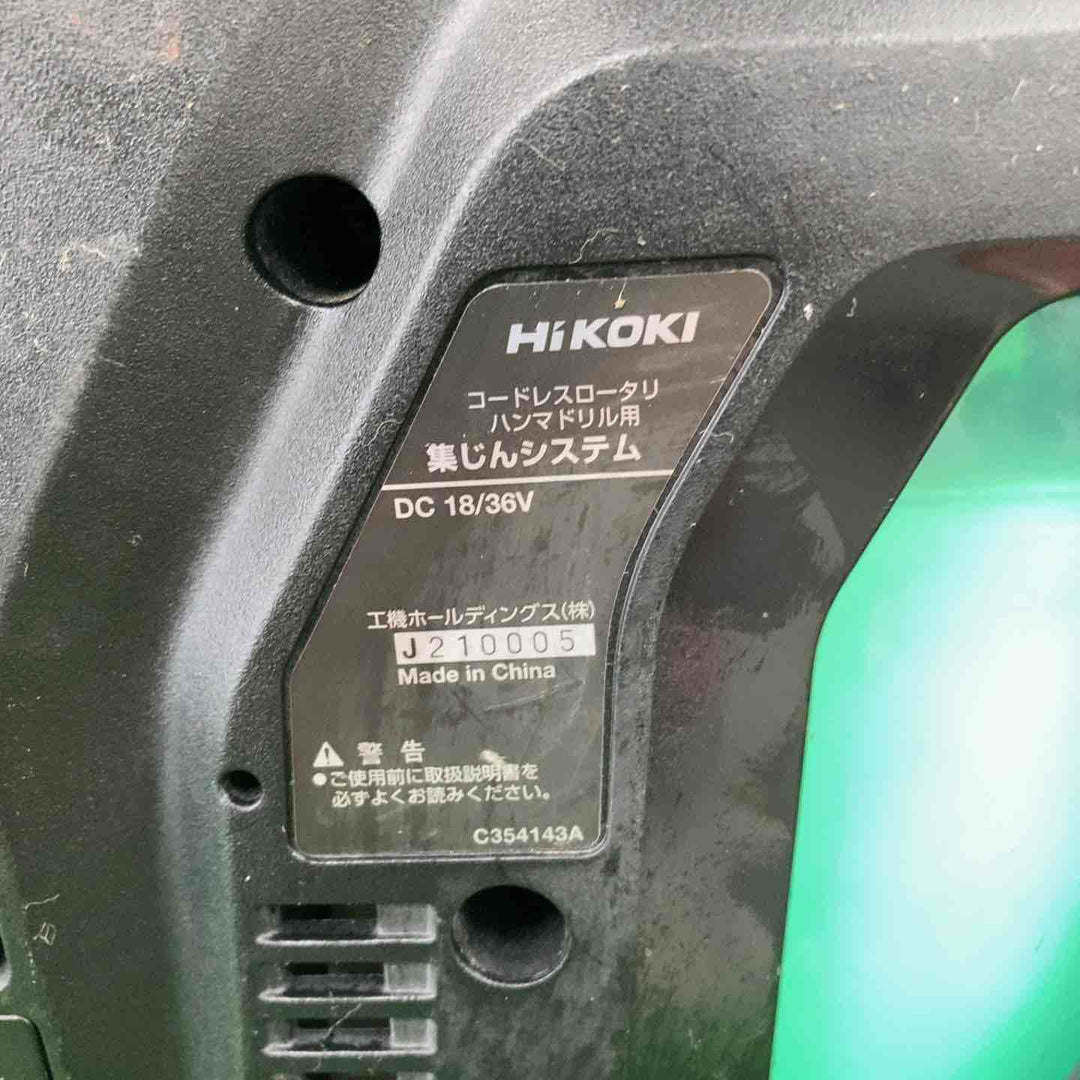 HiKOKI
コードレスロータリ
ハンマドリル用
集じんシステム
DC 18/36V
工機ホールディングス(株)
J210005
Made in China
警告
●ご使用前に取扱説明書を
必ずよくお読みください。
C354143A